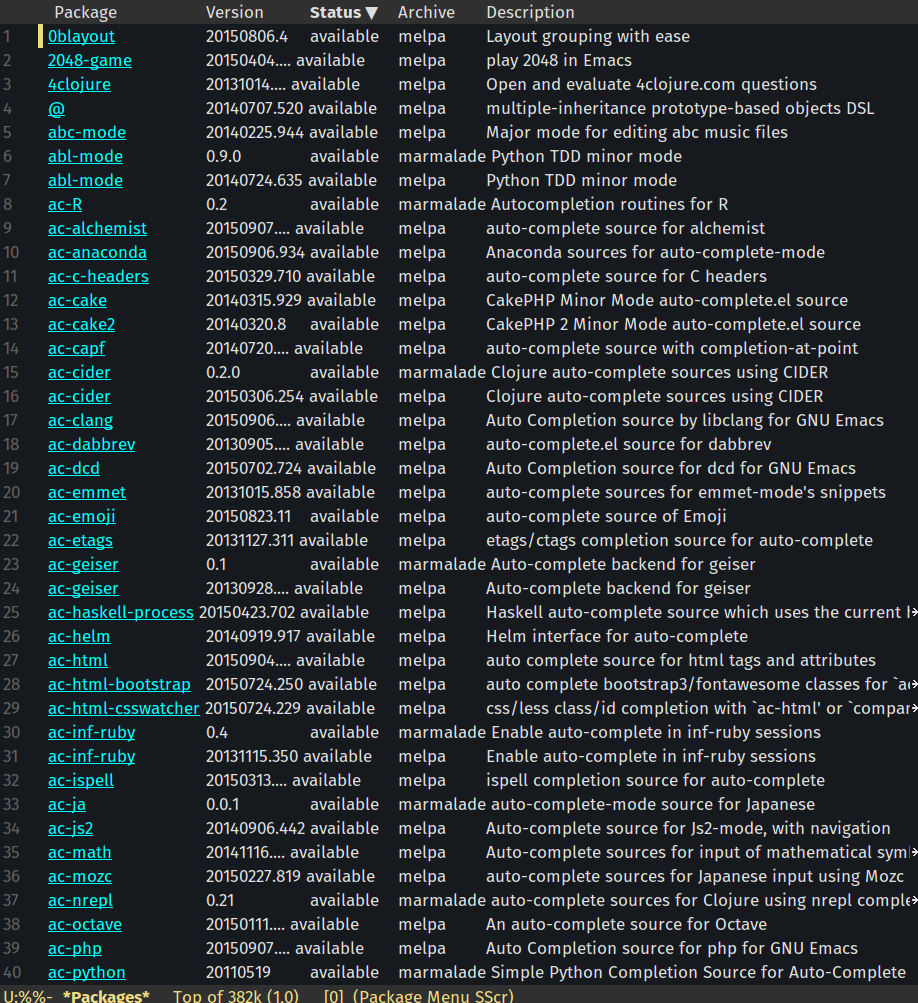 Package Version Status ▼ Archive Description
1 0blayout 20150806.4 available melpa Layout grouping with ease
2 2048-game 20150404.... available melpa play 2048 in Emacs
3 4clojure 20131014.... available melpa Open and evaluate 4clojure.com questions
4 @ 20140707.520 available melpa multiple-inheritance prototype-based objects DSL
5 abc-mode 20140225.944 available melpa Major mode for editing abc music files
6 abl-mode 0.9.0 available marmalade Python TDD minor mode
7 abl-mode 20140724.635 available melpa Python TDD minor mode
8 ac-R 0.2 available marmalade Autocompletion routines for R
9 ac-alchemist 20150907.... available melpa auto-complete source for alchemist
10 ac-anaconda 20150906.934 available melpa Anaconda sources for auto-complete-mode
11 ac-c-headers 20150329.710 available melpa auto-complete source for C headers
12 ac-cake 20140315.929 available melpa CakePHP Minor Mode auto-complete.el source
13 ac-cake2 20140320.8 available melpa CakePHP 2 Minor Mode auto-complete.el source
14 ac-capf 20140720.... available melpa auto-complete source with completion-at-point
15 ac-cider 0.2.0 available marmalade Clojure auto-complete sources using CIDER
16 ac-cider 20150306.254 available melpa Clojure auto-complete sources using CIDER
17 ac-clang 20150906.... available melpa Auto Completion source by libclang for GNU Emacs
18 ac-dabbrev 20130905.... available melpa auto-complete.el source for dabbrev
19 ac-dcd 20150702.724 available melpa Auto Completion source for dcd for GNU Emacs
20 ac-emmet 20131015.858 available melpa auto-complete sources for emmet-mode's snippets
21 ac-emoji 20150823.11 available melpa auto-complete source of Emoji
22 ac-etags 20131127.311 available melpa etags/ctags completion source for auto-complete
23 ac-geiser 0.1 available marmalade Auto-complete backend for geiser
24 ac-geiser 20130928.... available melpa Auto-complete backend for geiser
25 ac-haskell-process 20150423.702 available melpa Haskell auto-complete source which uses the current
26 ac-helm 20140919.917 available melpa Helm interface for auto-complete
27 ac-html 20150904.... available melpa auto complete source for html tags and attributes
28 ac-html-bootstrap 20150724.250 available melpa auto complete bootstrap3/fontawesome classes for `ac
29 ac-html-csswatcher 20150724.229 available melpa css/less class/id completion with `ac-html' or `compan
30 ac-inf-ruby 0.4 available marmalade Enable auto-complete in inf-ruby sessions
31 ac-inf-ruby 20131115.350 available melpa Enable auto-complete in inf-ruby sessions
32 ac-ispell 20150313.... available melpa ispell completion source for auto-complete
33 ac-ja 0.0.1 available marmalade auto-complete-mode source for Japanese
34 ac-js2 20140906.442 available melpa Auto-complete source for Js2-mode, with navigation
35 ac-math 20141116.... available melpa Auto-complete sources for input of mathematical sym
36 ac-mozc 20150227.819 available melpa auto-complete sources for Japanese input using Mozc
37 ac-nrepl 0.21 available marmalade auto-complete sources for Clojure using nrepl comple
38 ac-octave 20150111.... available melpa An auto-complete source for Octave
39 ac-php 20150907.... available melpa Auto Completion source for php for GNU Emacs
40 ac-python 20110519 available marmalade Simple Python Completion Source for Auto-Complete
U:%%- *Packages* Top of 382k (1,0) [0] (Package Menu SScr)